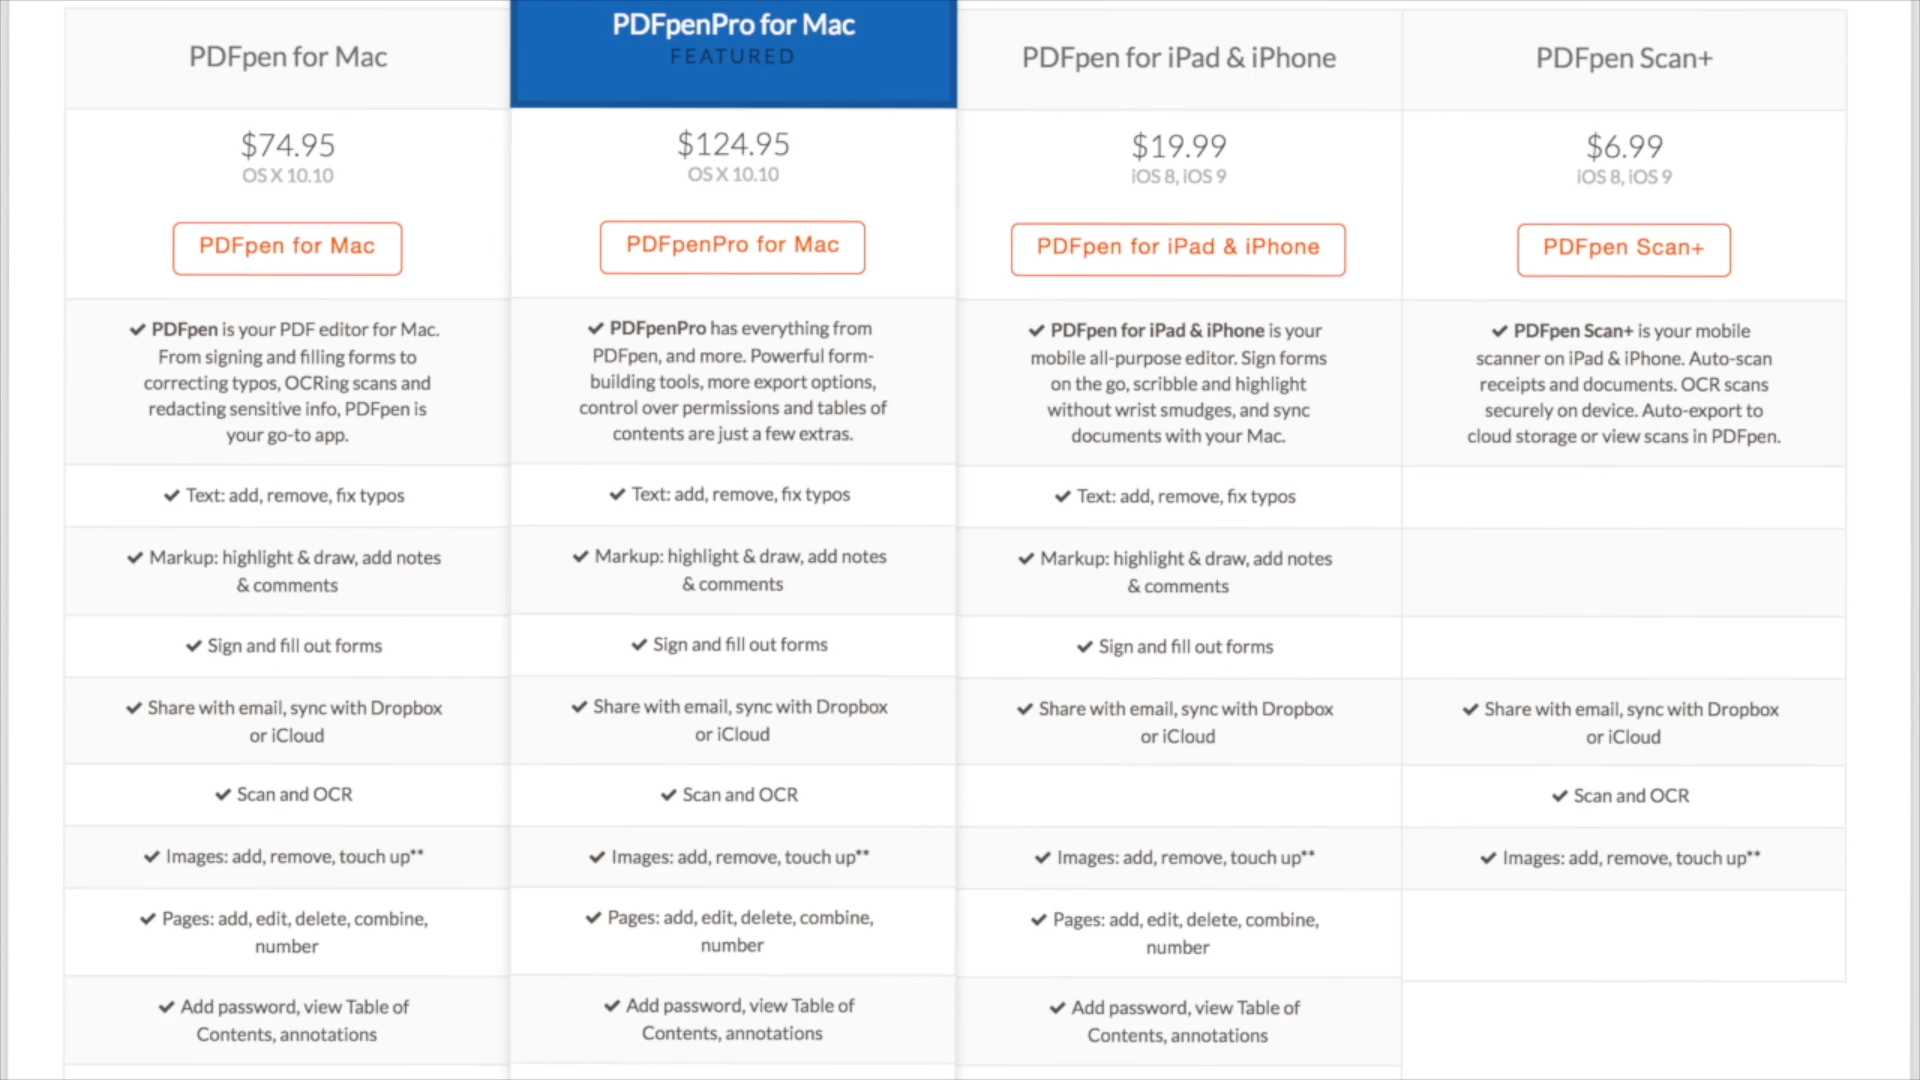 PDFpen for Mac
PDFpenPro for Mac
FEATURED
PDFpen for iPad & iPhone
PDFpen Scan+
$74.95
OS X 10.10
$124.95
OS X 10.10
$19.99
iOS 8, iOS 9
$6.99
iOS 8, iOS 9
PDFpen for Mac
PDFpenPro for Mac
PDFpen for iPad & iPhone
PDFpen Scan+
✔ PDFpen is your PDF editor for Mac.
From signing and filling forms to
correcting typos, OCRing scans and
redacting sensitive info, PDFpen is
your go-to app.
✔ PDFpenPro has everything from
PDFpen, and more. Powerful form-
building tools, more export options,
control over permissions and tables of
contents are just a few extras.
✔ PDFpen for iPad & iPhone is your
mobile all-purpose editor. Sign forms
on the go, scribble and highlight
without wrist smudges, and sync
documents with your Mac.
✔ PDFpen Scan+ is your mobile
scanner on iPad & iPhone. Auto-scan
receipts and documents. OCR scans
securely on device. Auto-export to
cloud storage or view scans in PDFpen.
✔ Text: add, remove, fix typos
✔ Text: add, remove, fix typos
✔ Text: add, remove, fix typos
✔ Markup: highlight & draw, add notes
& comments
✔ Markup: highlight & draw, add notes
& comments
✔ Markup: highlight & draw, add notes
& comments
✔ Sign and fill out forms
✔ Sign and fill out forms
✔ Sign and fill out forms
✔ Share with email, sync with Dropbox
or iCloud
✔ Share with email, sync with Dropbox
or iCloud
✔ Share with email, sync with Dropbox
or iCloud
✔ Share with email, sync with Dropbox
or iCloud
✔ Scan and OCR
✔ Scan and OCR
✔ Scan and OCR
✔ Images: add, remove, touch up**
✔ Images: add, remove, touch up**
✔ Images: add, remove, touch up**
✔ Images: add, remove, touch up**
✔ Pages: add, edit, delete, combine,
number
✔ Pages: add, edit, delete, combine,
number
✔ Pages: add, edit, delete, combine,
number
✔ Add password, view Table of
Contents, annotations
✔ Add password, view Table of
Contents, annotations
✔ Add password, view Table of
Contents, annotations